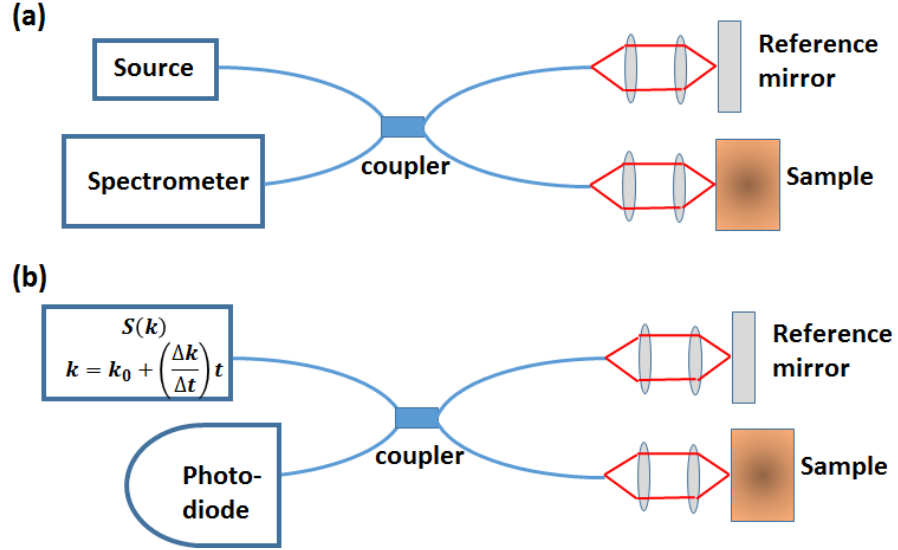 (a)
Source
Reference
mirror
coupler
Spectrometer
Sample
(b)
S(k)
k = k₀ + (Δk/Δt) t
Reference
mirror
coupler
Photo-
diode
Sample